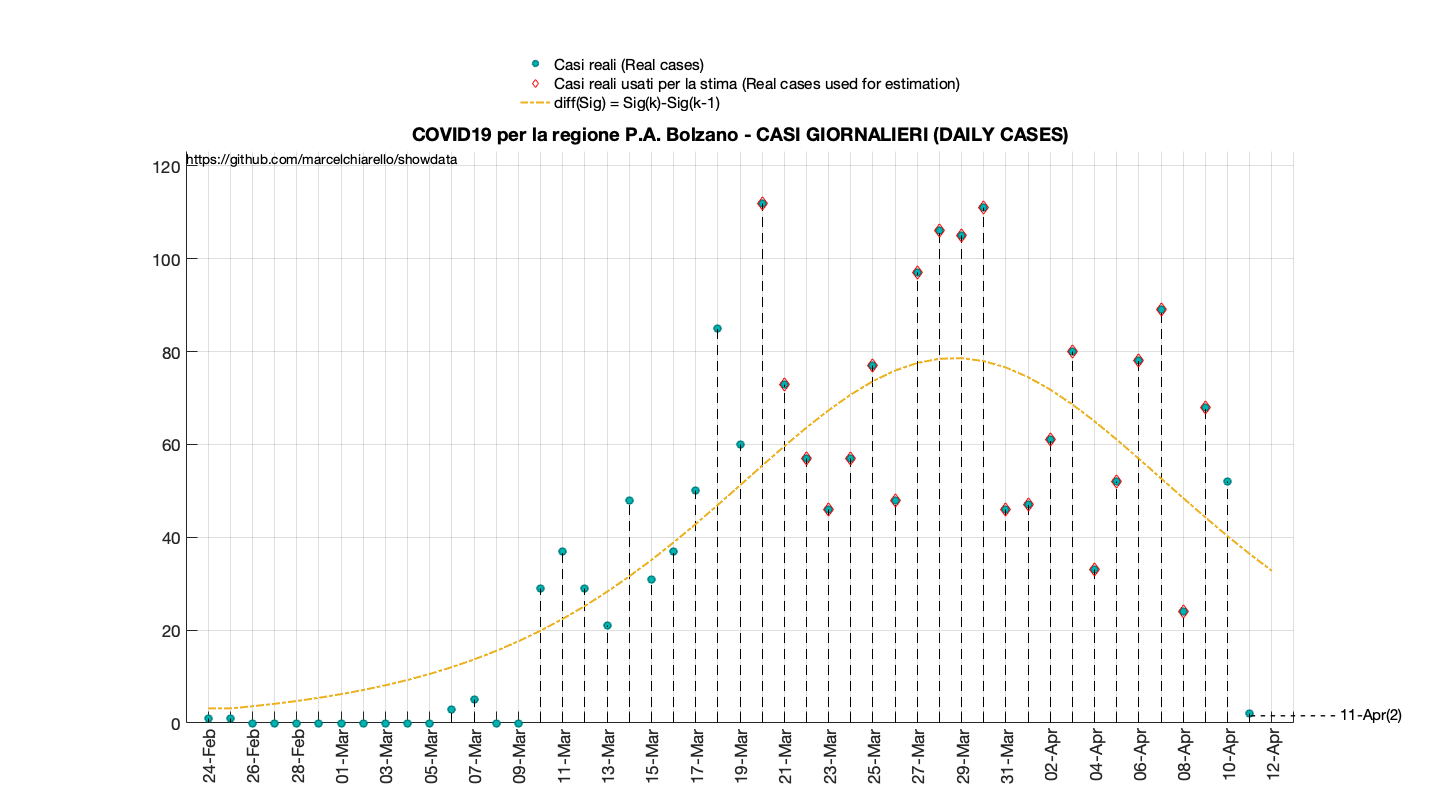 Casi reali (Real cases)
Casi reali usati per la stima (Real cases used for estimation)
diff(Sig) = Sig(k)-Sig(k-1)
COVID19 per la regione P.A. Bolzano - CASI GIORNALIERI (DAILY CASES)
https://github.com/marcelchiarello/showdata
120
100
80
60
40
20
0
11-Apr(2)
24-Feb
26-Feb
28-Feb
01-Mar
03-Mar
05-Mar
07-Mar
09-Mar
11-Mar
13-Mar
15-Mar
17-Mar
19-Mar
21-Mar
23-Mar
25-Mar
27-Mar
29-Mar
31-Mar
02-Apr
04-Apr
06-Apr
08-Apr
10-Apr
12-Apr